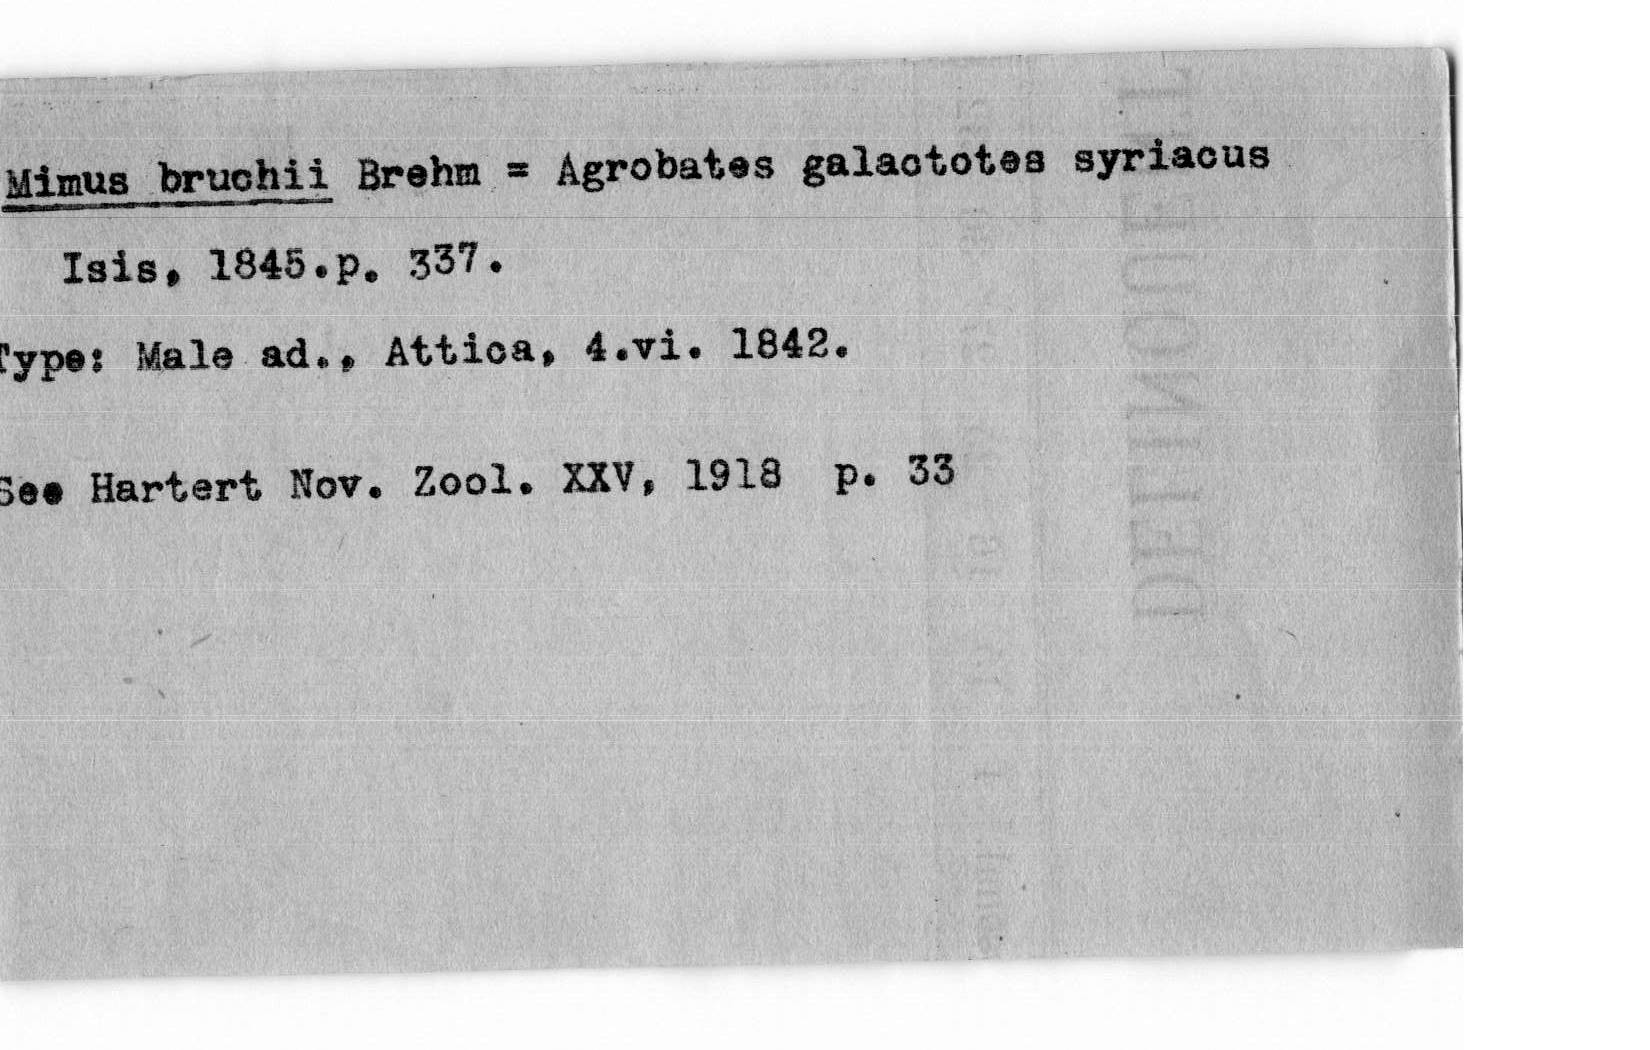 Mimus bruchii Brehm = Agrobates galactotes syriacus
Isis, 1845.p. 337.
Type: Male ad., Attica, 4.vi. 1842.
See Hartert Nov. Zool. XXV, 1918 p. 33
DELINQUENT